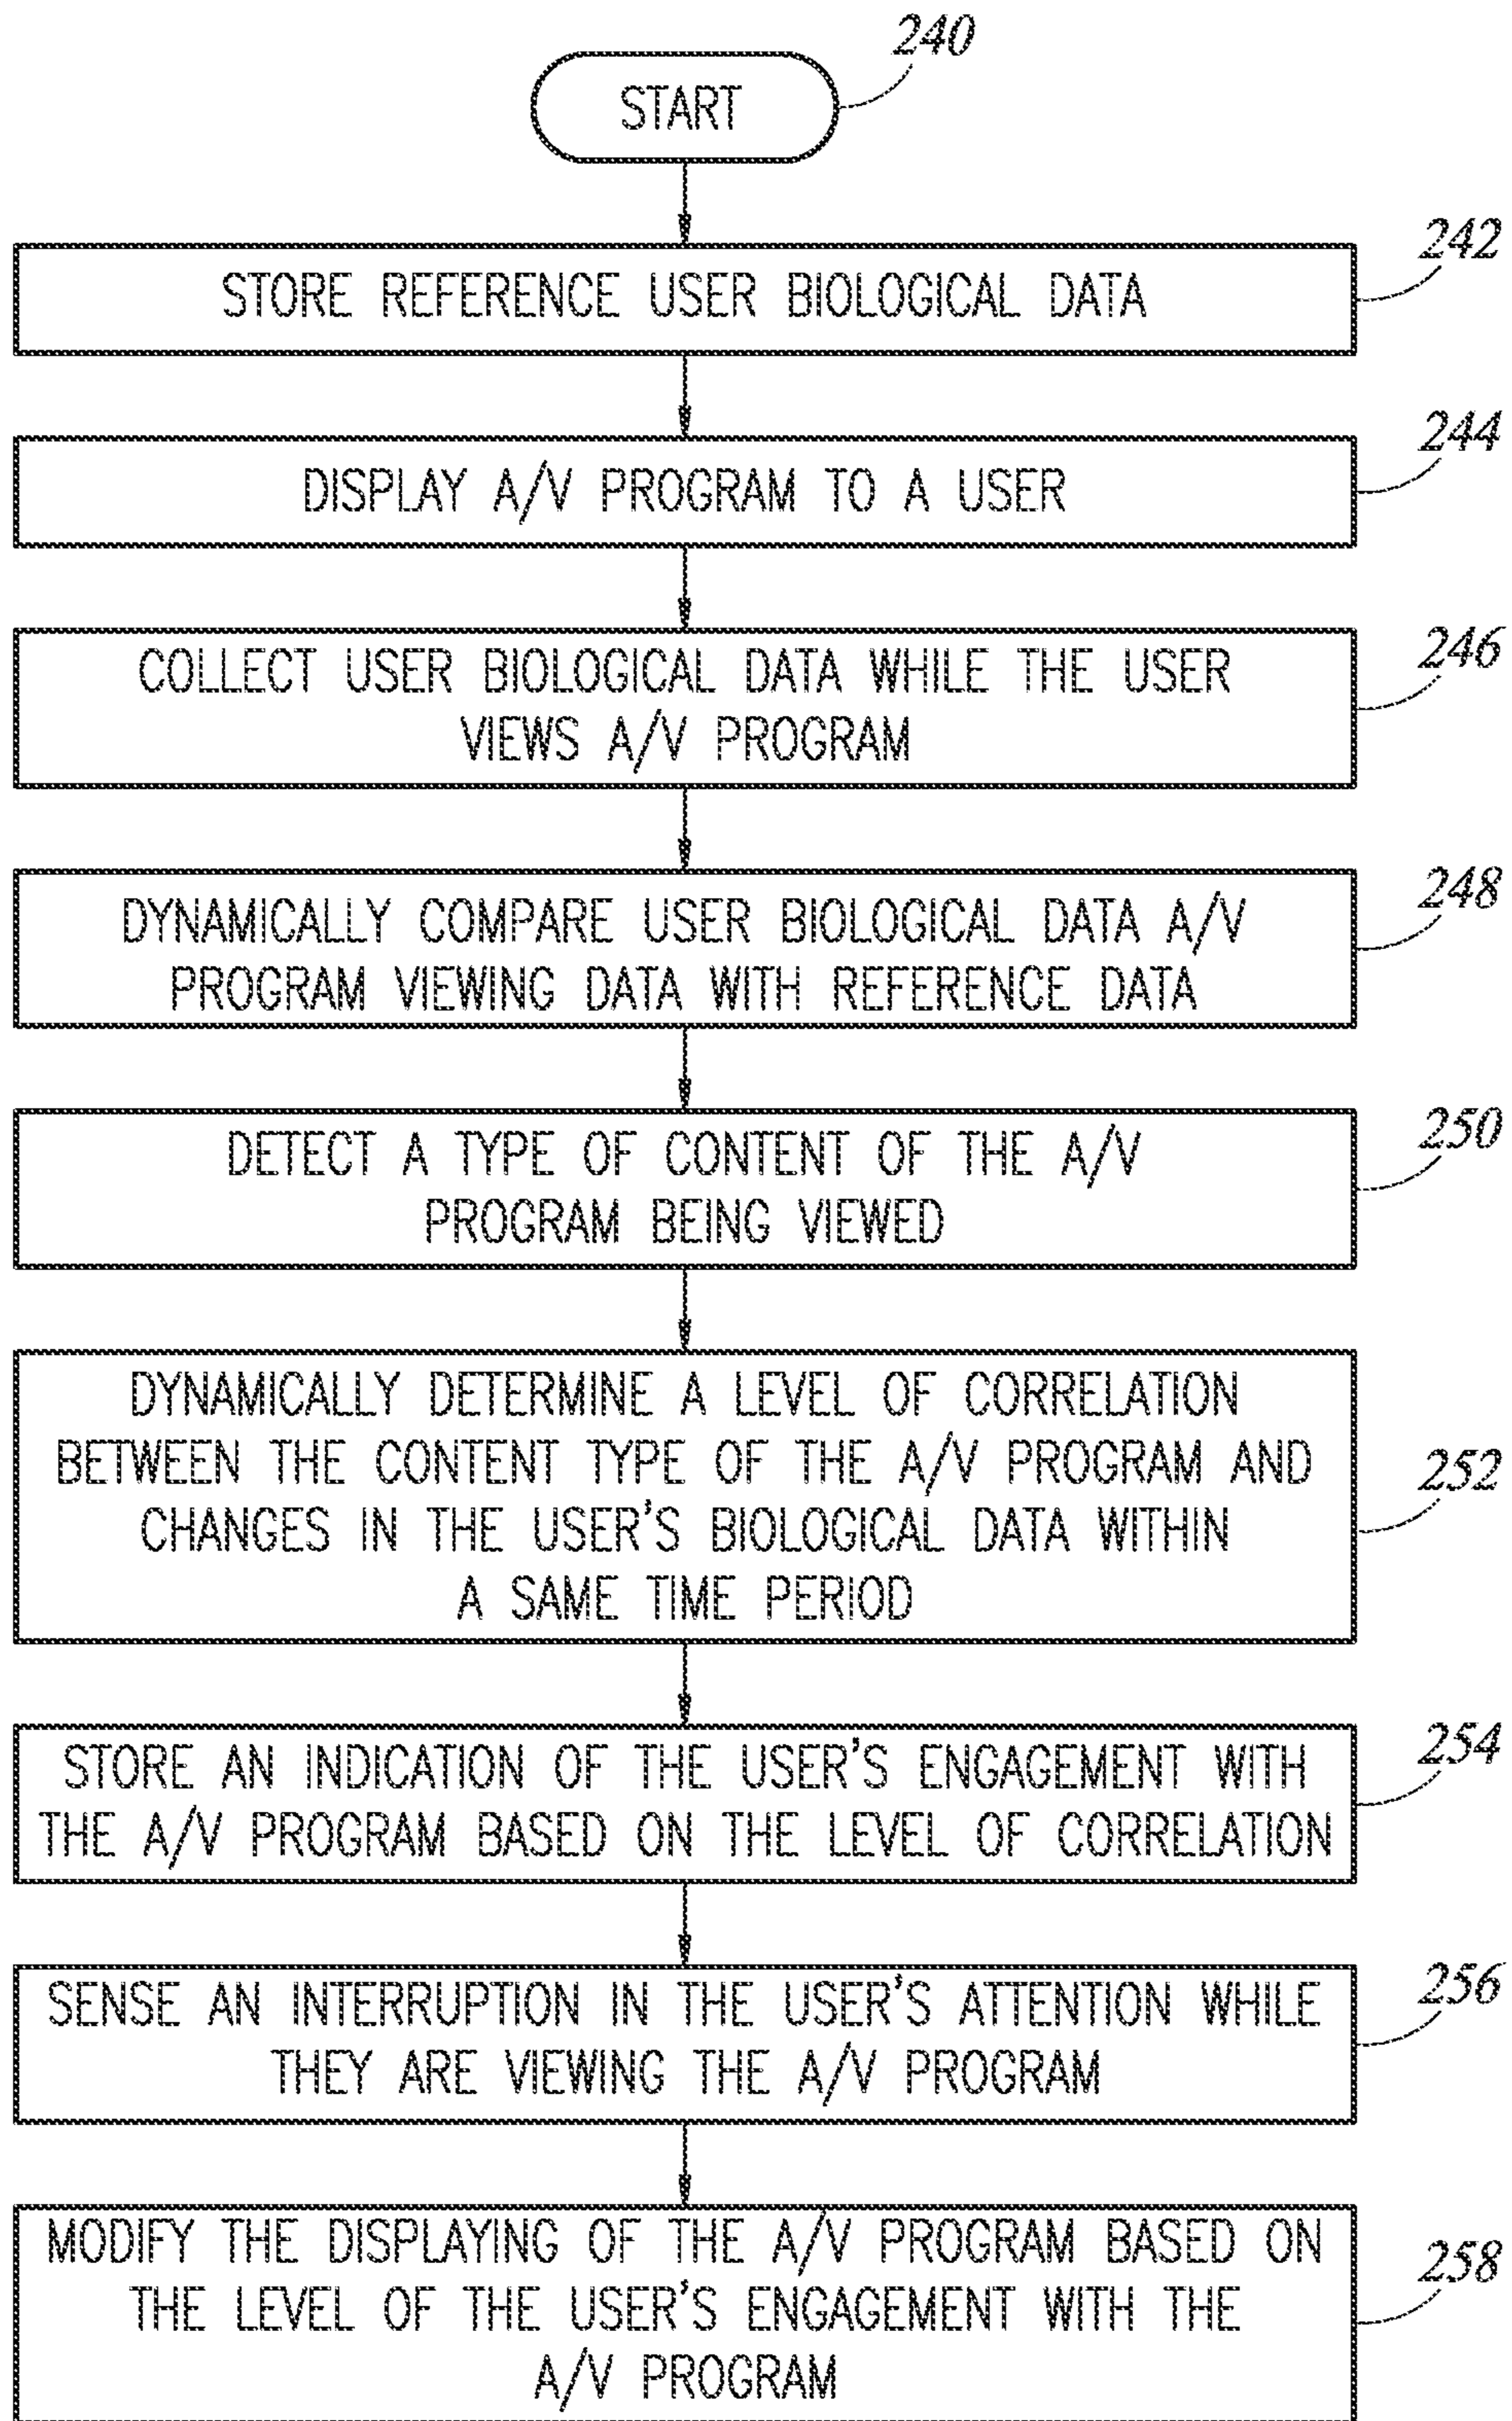 240
START
242
STORE REFERENCE USER BIOLOGICAL DATA
244
DISPLAY A/V PROGRAM TO A USER
246
COLLECT USER BIOLOGICAL DATA WHILE THE USER
VIEWS A/V PROGRAM
248
DYNAMICALLY COMPARE USER BIOLOGICAL DATA A/V
PROGRAM VIEWING DATA WITH REFERENCE DATA
250
DETECT A TYPE OF CONTENT OF THE A/V
PROGRAM BEING VIEWED
252
DYNAMICALLY DETERMINE A LEVEL OF CORRELATION
BETWEEN THE CONTENT TYPE OF THE A/V PROGRAM AND
CHANGES IN THE USER'S BIOLOGICAL DATA WITHIN
A SAME TIME PERIOD
254
STORE AN INDICATION OF THE USER'S ENGAGEMENT WITH
THE A/V PROGRAM BASED ON THE LEVEL OF CORRELATION
256
SENSE AN INTERRUPTION IN THE USER'S ATTENTION WHILE
THEY ARE VIEWING THE A/V PROGRAM
258
MODIFY THE DISPLAYING OF THE A/V PROGRAM BASED ON
THE LEVEL OF THE USER'S ENGAGEMENT WITH THE
A/V PROGRAM